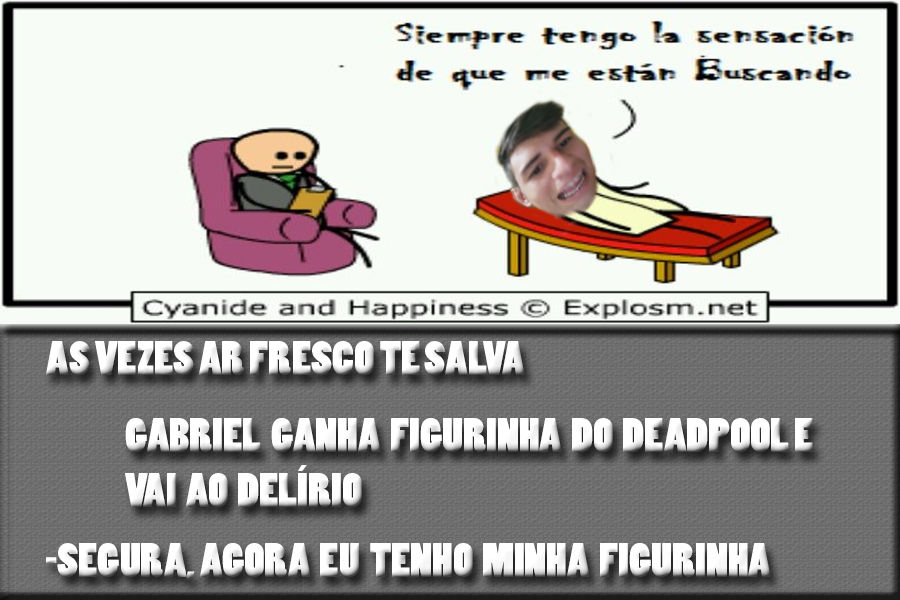 Siempre tengo la sensación
de que me están Buscando
Cyanide and Happiness © Explosm.net
AS VEZES AR FRESCO TE SALVA
GABRIEL GANHA FIGURINHA DO DEADPOOL E
VAI AO DELÍRIO
-SEGURA, AGORA EU TENHO MINHA FIGURINHA